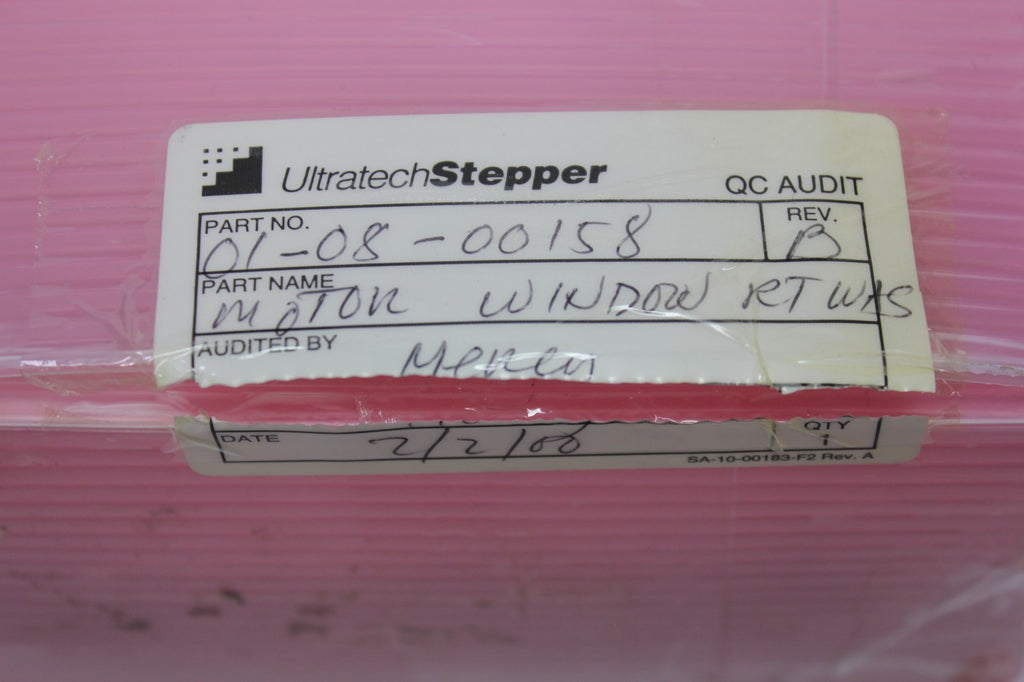 UltratechStepper
QC AUDIT
PART NO.
REV.
01-08-00158
B
PART NAME
MOTOR WINDOW RT WAS
AUDITED BY
DATE
2/2/00
QTY
1
SA-10-00183-F2 Rev. A